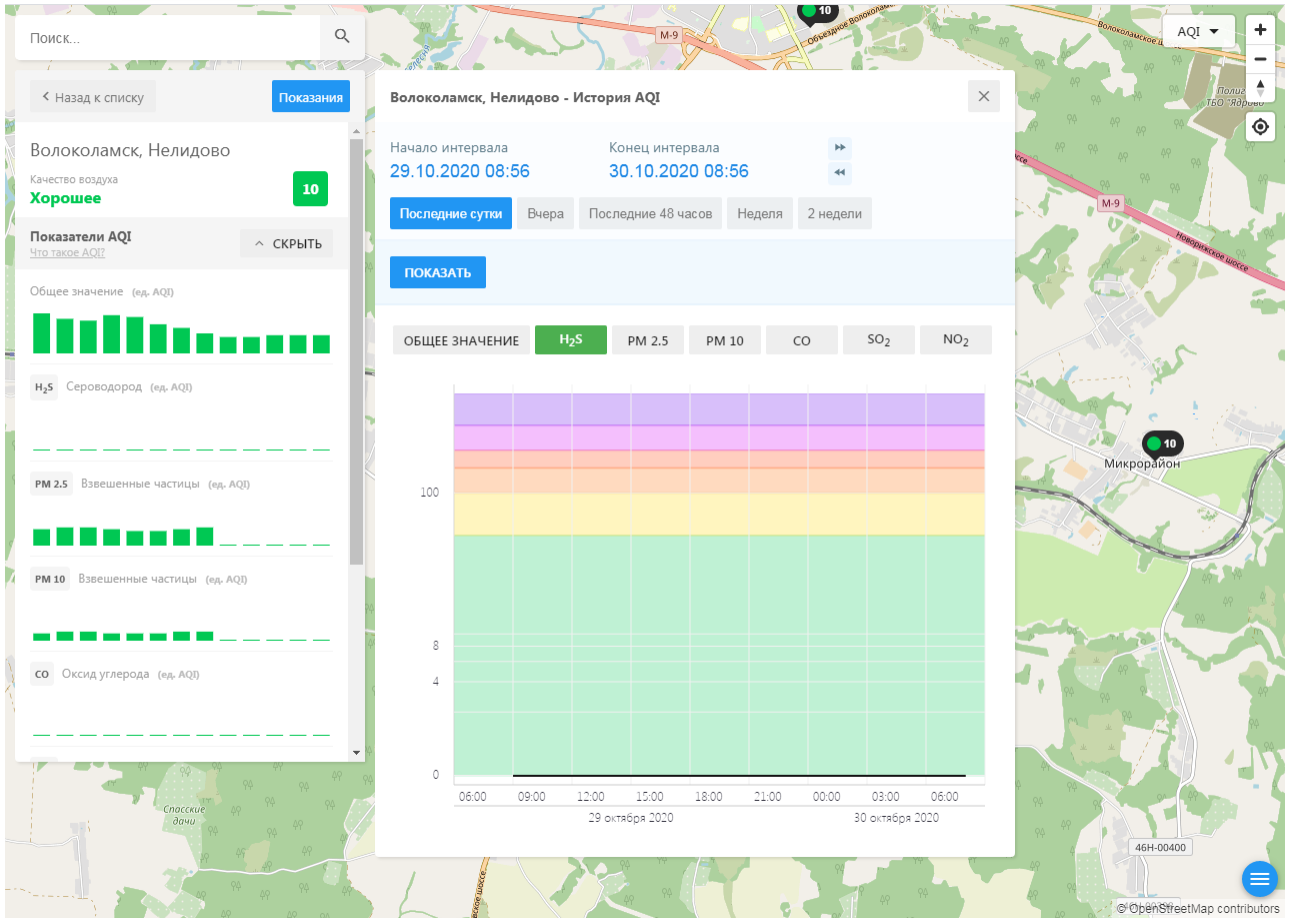 Поиск...
Назад к списку
Показания
Волоколамск, Нелидово
Качество воздуха
Хорошее
10
Показатели AQI
Что такое AQI?
СКРЫТЬ
Общее значение (ед. AQI)
H₂S Сероводород (ед. AQI)
PM 2.5 Взвешенные частицы (ед. AQI)
PM 10 Взвешенные частицы (ед. AQI)
CO Оксид углерода (ед. AQI)
Волоколамск, Нелидово - История AQI
Начало интервала
29.10.2020 08:56
Конец интервала
30.10.2020 08:56
Последние сутки
Вчера
Последние 48 часов
Неделя
2 недели
ПОКАЗАТЬ
ОБЩЕЕ ЗНАЧЕНИЕ
H₂S
PM 2.5
PM 10
CO
SO₂
NO₂
100
8
4
0
06:00 09:00 12:00 15:00 18:00 21:00 00:00 03:00 06:00
29 октября 2020 30 октября 2020
10
М-9
Объездное Волоколам
Волоколамское ш
AQI
ТБО "Ядрово"
М-9
Новорижское шоссе
10
Микрорайон
Спасские
дачи
46Н-00400
© OpenStreetMap contributors